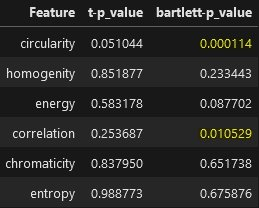 Feature t-p_value bartlett-p_value
circularity 0.051044 0.000114
homogenity 0.851877 0.233443
energy 0.583178 0.087702
correlation 0.253687 0.010529
chromaticity 0.837950 0.651738
entropy 0.988773 0.675876